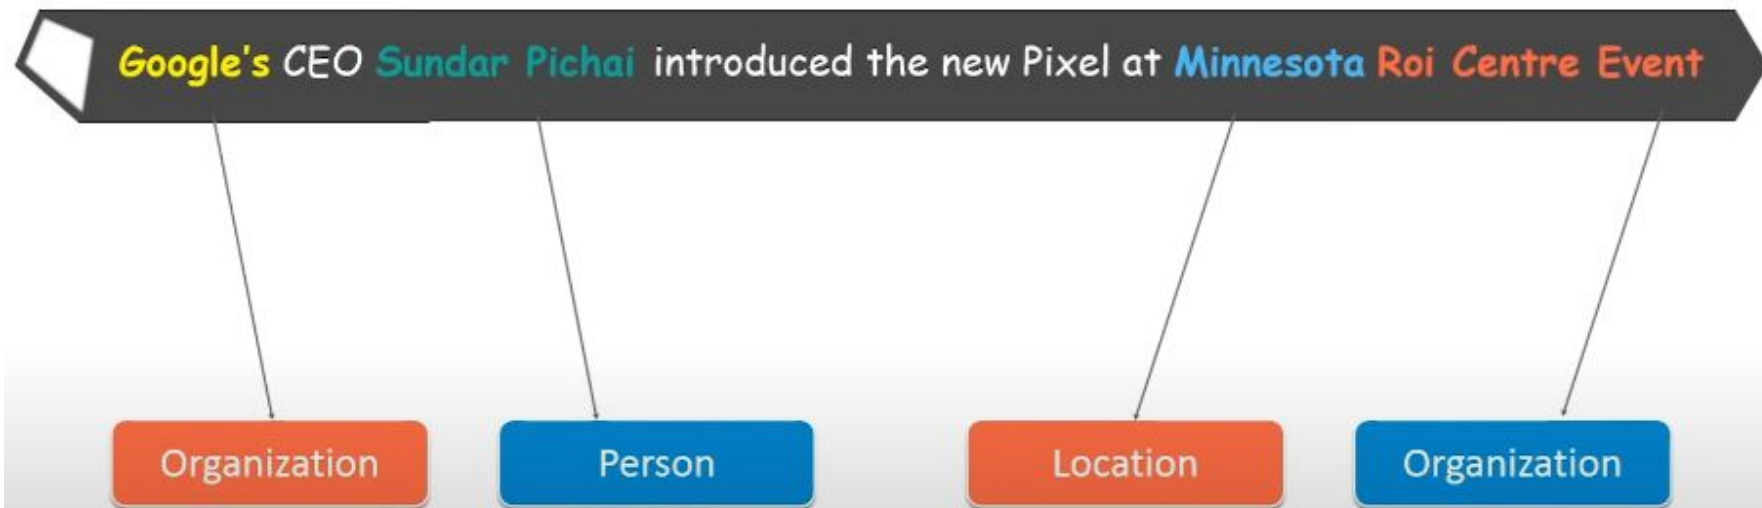 Google's CEO Sundar Pichai introduced the new Pixel at Minnesota Roi Centre Event
Organization Person Location Organization